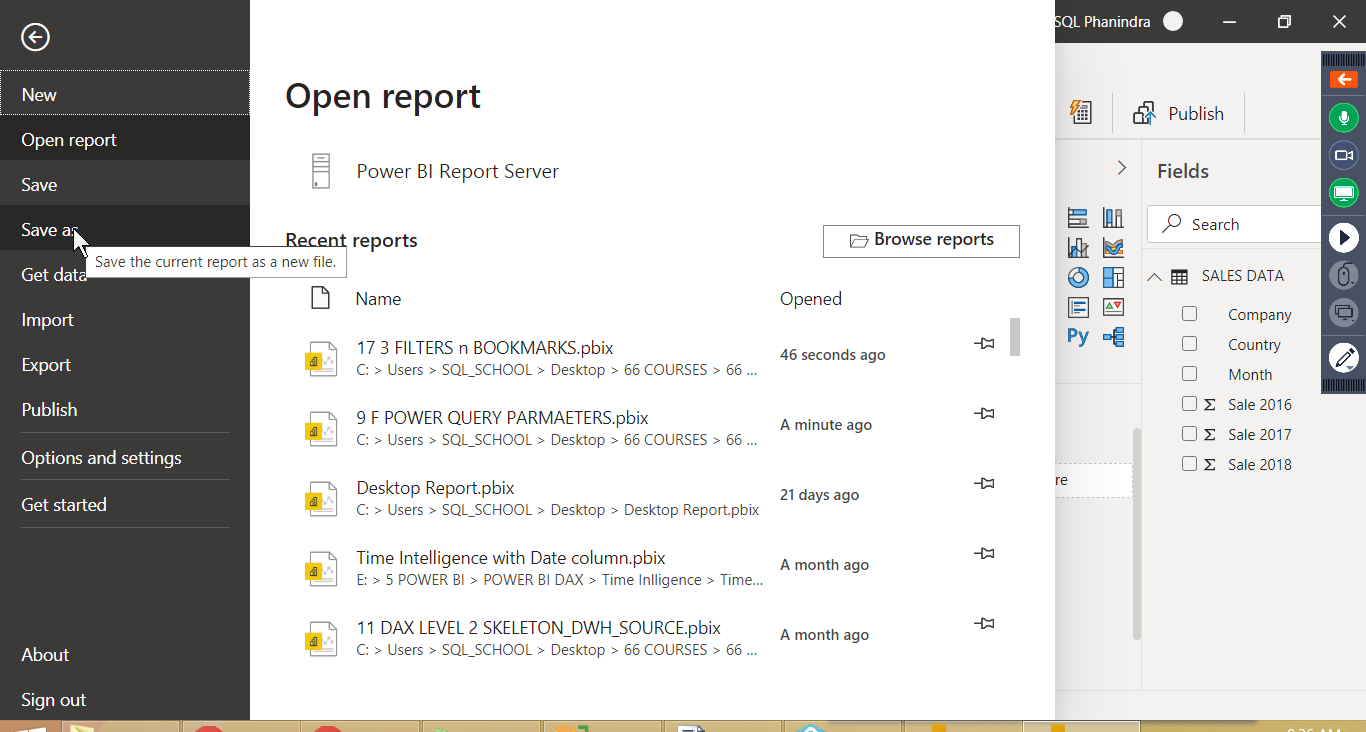 SQL Phanindra
New
Open report
Save
Save as
Get data
Import
Export
Publish
Options and settings
Get started
About
Sign out
Save the current report as a new file.
Open report
Power BI Report Server
Recent reports
Browse reports
Name Opened
17 3 FILTERS n BOOKMARKS.pbix
C: > Users > SQL_SCHOOL > Desktop > 66 COURSES > 66 ...
46 seconds ago
9 F POWER QUERY PARMAETERS.pbix
C: > Users > SQL_SCHOOL > Desktop > 66 COURSES > 66 ...
A minute ago
Desktop Report.pbix
C: > Users > SQL_SCHOOL > Desktop > Desktop Report.pbix
21 days ago
Time Intelligence with Date column.pbix
E: > 5 POWER BI > POWER BI DAX > Time Inlligence > Time...
A month ago
11 DAX LEVEL 2 SKELETON_DWH_SOURCE.pbix
C: > Users > SQL_SCHOOL > Desktop > 66 COURSES > 66 ...
A month ago
Publish
Py
re
Fields
Search
SALES DATA
Company
Country
Month
Σ Sale 2016
Σ Sale 2017
Σ Sale 2018